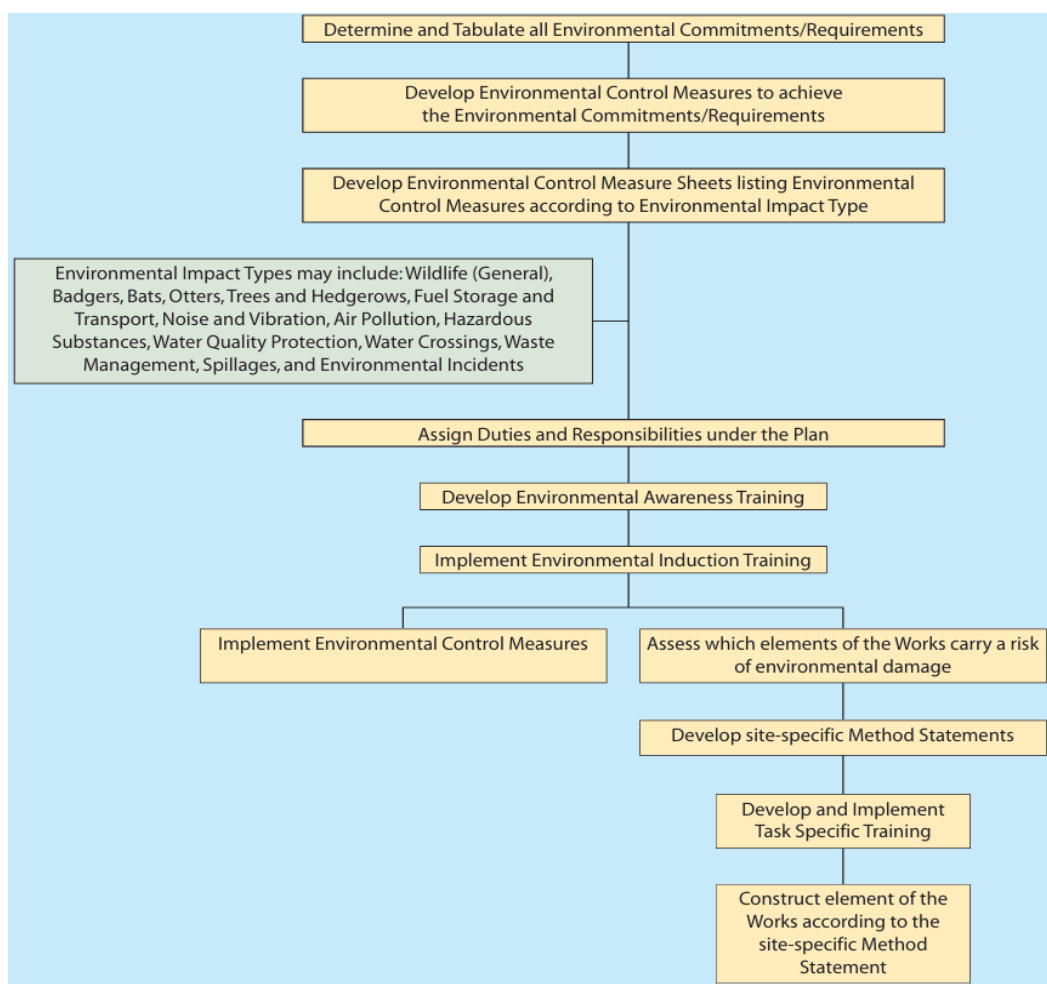 Determine and Tabulate all Environmental Commitments/Requirements
Develop Environmental Control Measures to achieve
the Environmental Commitments/Requirements
Develop Environmental Control Measure Sheets listing Environmental
Control Measures according to Environmental Impact Type
Environmental Impact Types may include: Wildlife (General),
Badgers, Bats, Otters, Trees and Hedgerows, Fuel Storage and
Transport, Noise and Vibration, Air Pollution, Hazardous
Substances, Water Quality Protection, Water Crossings, Waste
Management, Spillages, and Environmental Incidents
Assign Duties and Responsibilities under the Plan
Develop Environmental Awareness Training
Implement Environmental Induction Training
Implement Environmental Control Measures
Assess which elements of the Works carry a risk
of environmental damage
Develop site-specific Method Statements
Develop and Implement
Task Specific Training
Construct element of the
Works according to the
site-specific Method
Statement